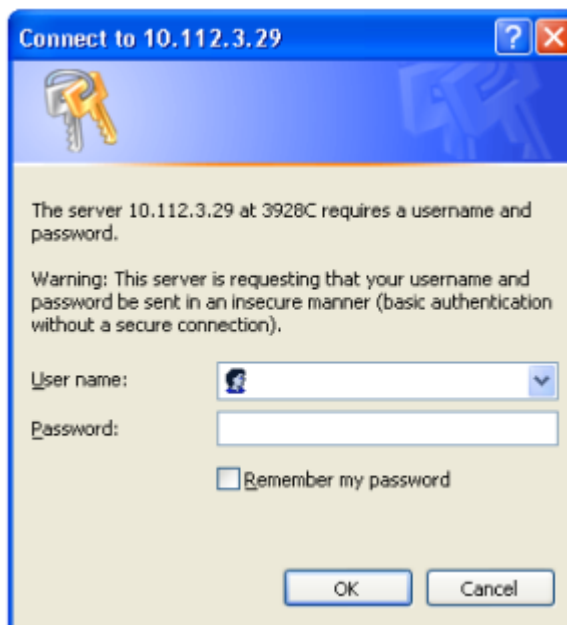 Connect to 10.112.3.29
?
The server 10.112.3.29 at 3928C requires a username and
password.
Warning: This server is requesting that your username and
password be sent in an insecure manner (basic authentication
without a secure connection).
User name:
Password:
Remember my password
OK
Cancel